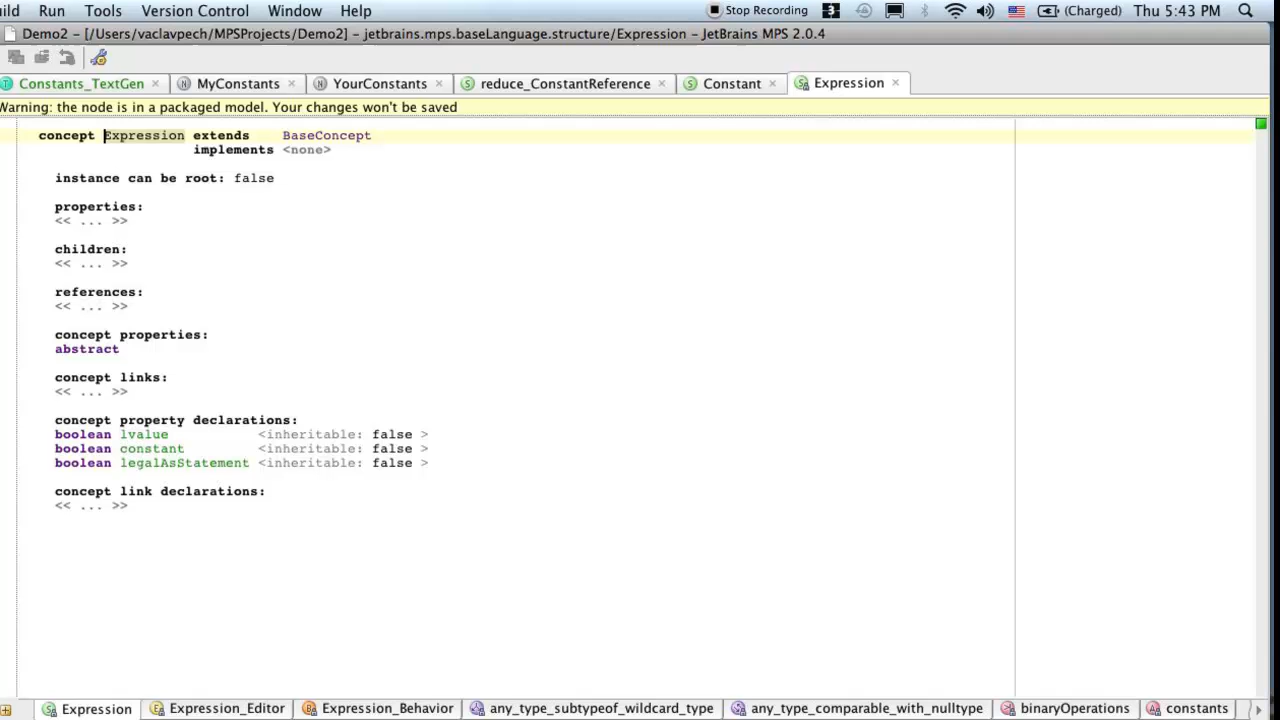 ild Run Tools Version Control Window Help Stop Recording 3 (Charged) Thu 5:43 PM
Demo2 - [/Users/vaclavpech/MPSProjects/Demo2] - jetbrains.mps.baseLanguage.structure/Expression - JetBrains MPS 2.0.4
Constants_TextGen MyConstants YourConstants reduce_ConstantReference Constant Expression
Warning: the node is in a packaged model. Your changes won't be saved
concept Expression extends BaseConcept
implements <none>
instance can be root: false
properties:
<< ... >>
children:
<< ... >>
references:
<< ... >>
concept properties:
abstract
concept links:
<< ... >>
concept property declarations:
boolean lvalue <inheritable: false >
boolean constant <inheritable: false >
boolean legalAsStatement <inheritable: false >
concept link declarations:
<< ... >>
Expression Expression_Editor Expression_Behavior any_type_subtypeof_wildcard_type any_type_comparable_with_nulltype binaryOperations constants